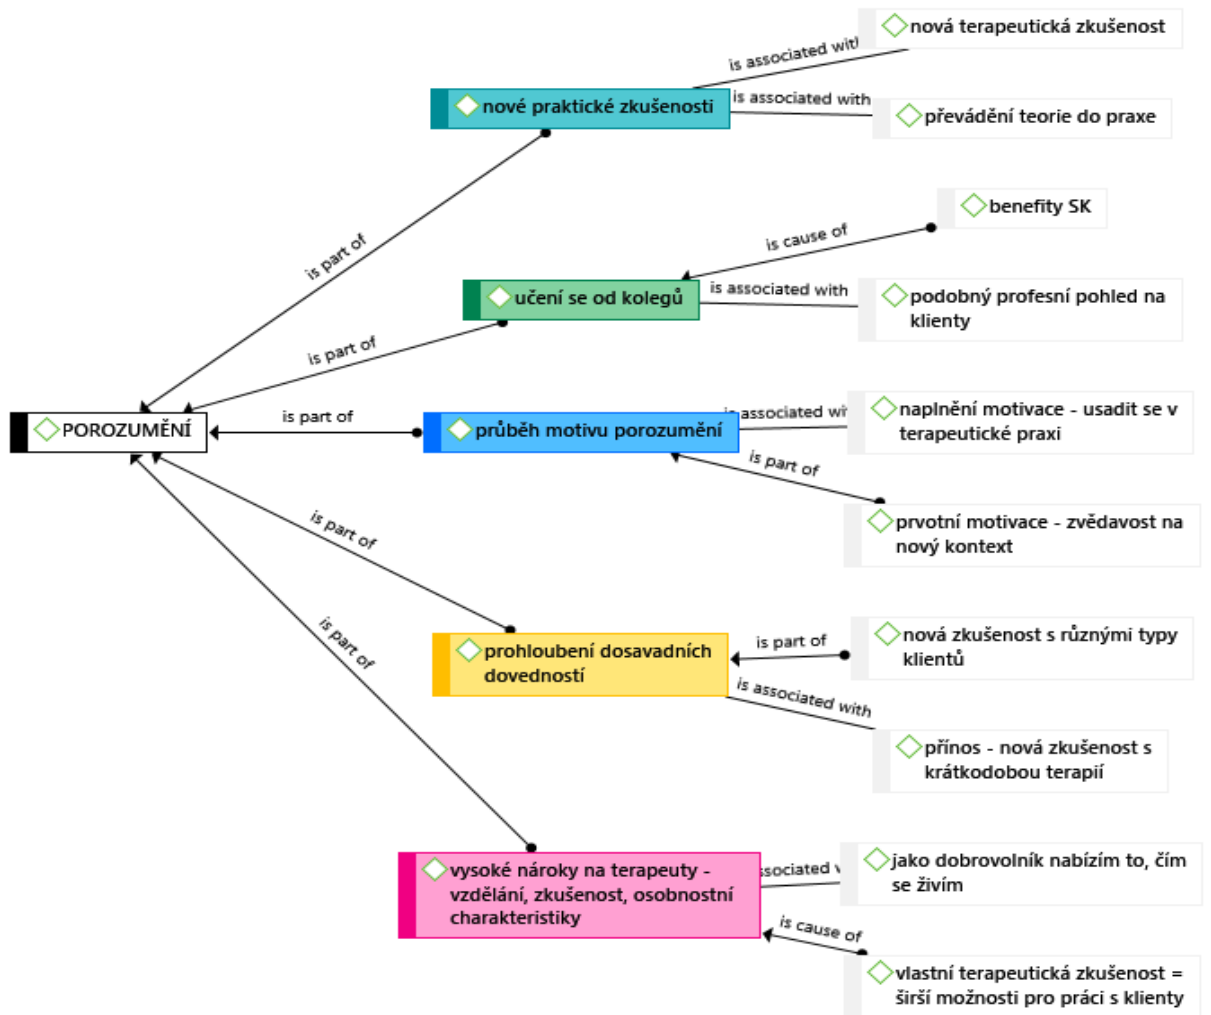 nová terapeutická zkušenost
is associated with
nové praktické zkušenosti
is associated with
převádění teorie do praxe
is part of
benefity SK
is cause of
učení se od kolegů
is associated with
podobný profesní pohled na
klienty
is part of
POROZUMĚNÍ
is part of
průběh motivu porozumění
is associated wit
naplnění motivace - usadit se v
terapeutické praxi
is part of
prvotní motivace - zvědavost na
nový kontext
is part of
prohloubení dosavadních
dovedností
is part of
nová zkušenost s různými typy
klientů
is associated with
přínos - nová zkušenost s
krátkodobou terapií
is part of
vysoké nároky na terapeuty -
vzdělání, zkušenost, osobnostní
charakteristiky
ssociated
jako dobrovolník nabízím to, čím
se živím
is cause of
vlastní terapeutická zkušenost =
širší možnosti pro práci s klienty